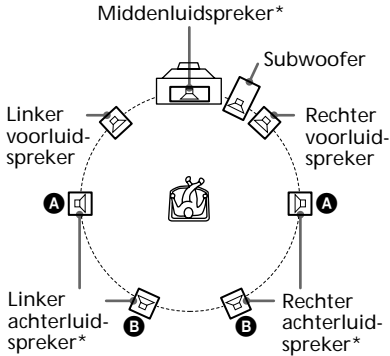 Middenluidspreker*
Subwoofer
Linker
voorluid-
spreker
Rechter
voorluid-
spreker
A
A
Linker
achterluid-
spreker*
B
B
Rechter
achterluid-
spreker*